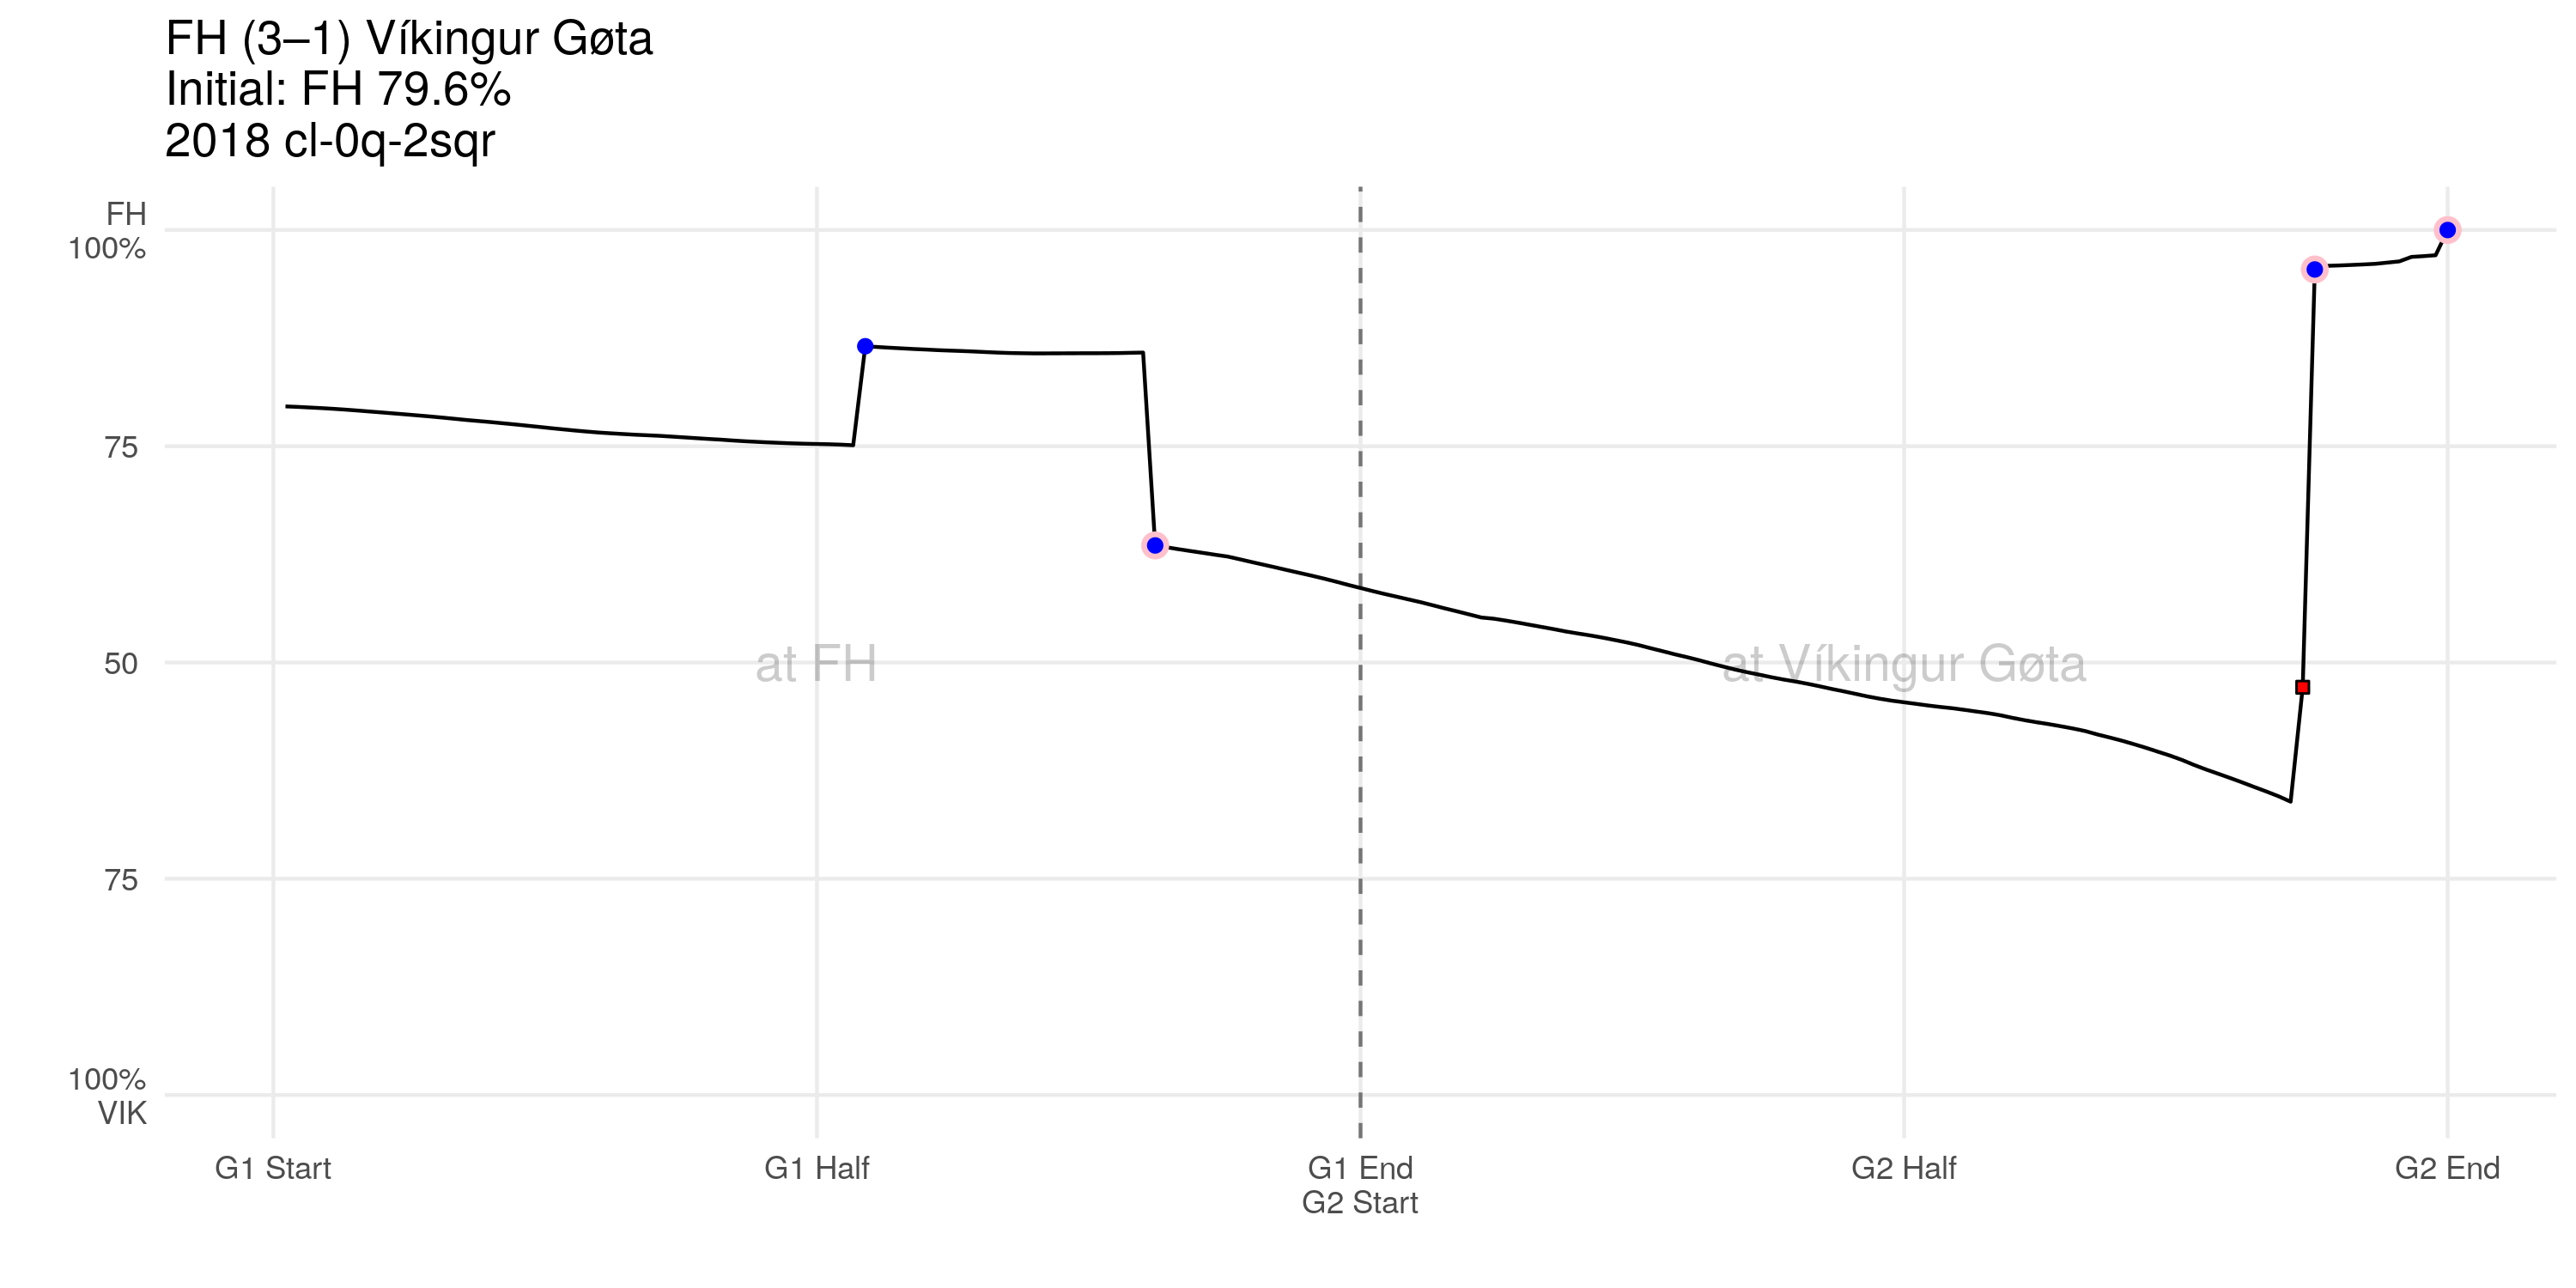 FH (3–1) Víkingur Gøta
Initial: FH 79.6%
2018 cl-0q-2sqr
FH
100%
75
50
75
100%
VIK
at FH
at Víkingur Gøta
G1 Start
G1 Half
G1 End
G2 Start
G2 Half
G2 End